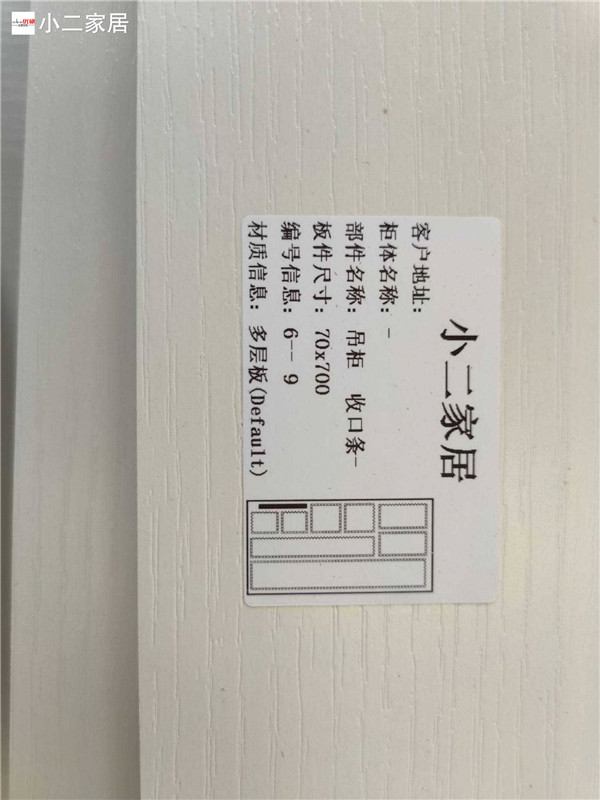 小二家居
小二家居
客户地址：
柜体名称：-
部件名称：吊柜 收口条-
板件尺寸：70x700
编号信息：6-- 9
材质信息：多层板(Default)